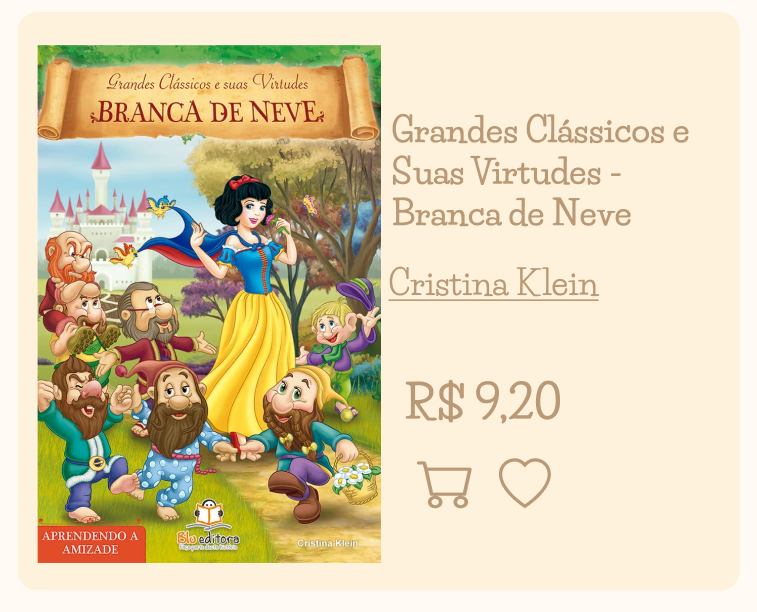 Grandes Clássicos e suas Virtudes
BRANCA DE NEVE
APRENDENDO A
AMIZADE
Blu editora
Cristina Klein
Grandes Clássicos e
Suas Virtudes -
Branca de Neve
Cristina Klein
R$ 9,20